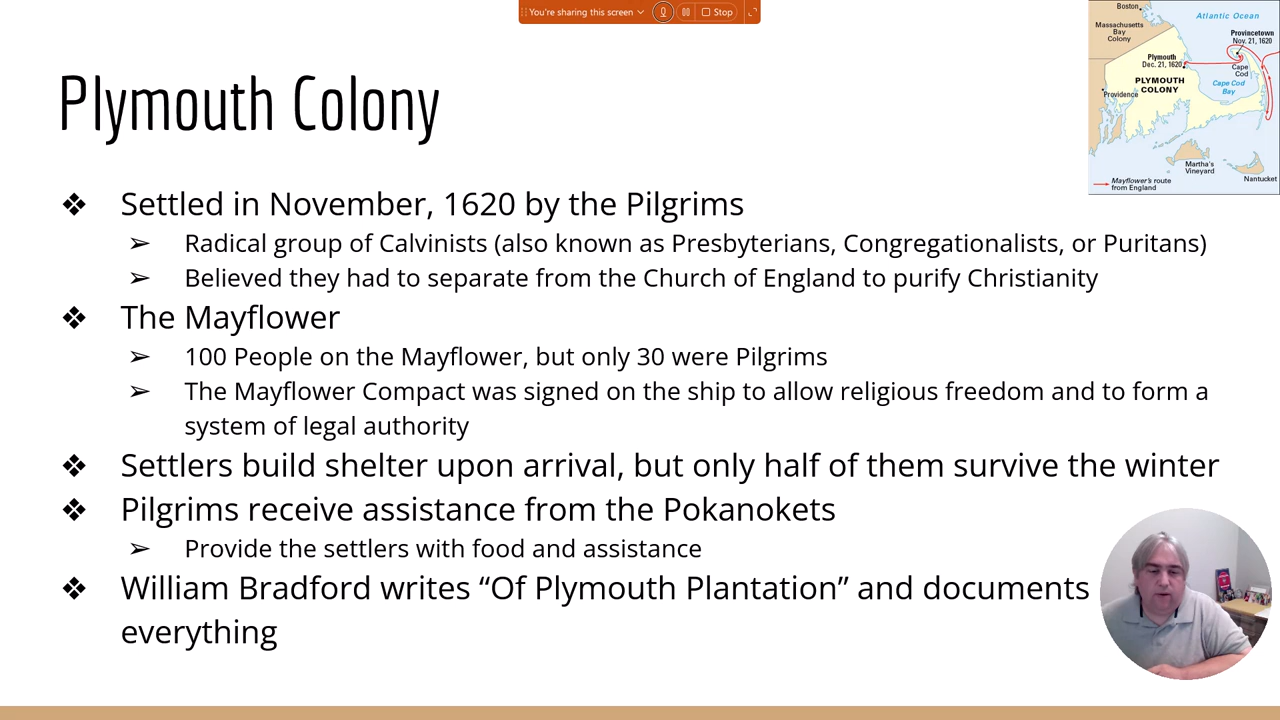 You're sharing this screen
Stop
Plymouth Colony
Boston
Massachusetts
Bay
Colony
Atlantic Ocean
Provincetown
Nov. 21, 1620
Plymouth
Dec. 21, 1620
Cape
Cod
PLYMOUTH
COLONY
Cape Cod
Bay
Providence
Martha's
Vineyard
Nantucket
Mayflower's route
from England
❖ Settled in November, 1620 by the Pilgrims
➢ Radical group of Calvinists (also known as Presbyterians, Congregationalists, or Puritans)
➢ Believed they had to separate from the Church of England to purify Christianity
❖ The Mayflower
➢ 100 People on the Mayflower, but only 30 were Pilgrims
➢ The Mayflower Compact was signed on the ship to allow religious freedom and to form a
system of legal authority
❖ Settlers build shelter upon arrival, but only half of them survive the winter
❖ Pilgrims receive assistance from the Pokanokets
➢ Provide the settlers with food and assistance
❖ William Bradford writes “Of Plymouth Plantation” and documents
everything